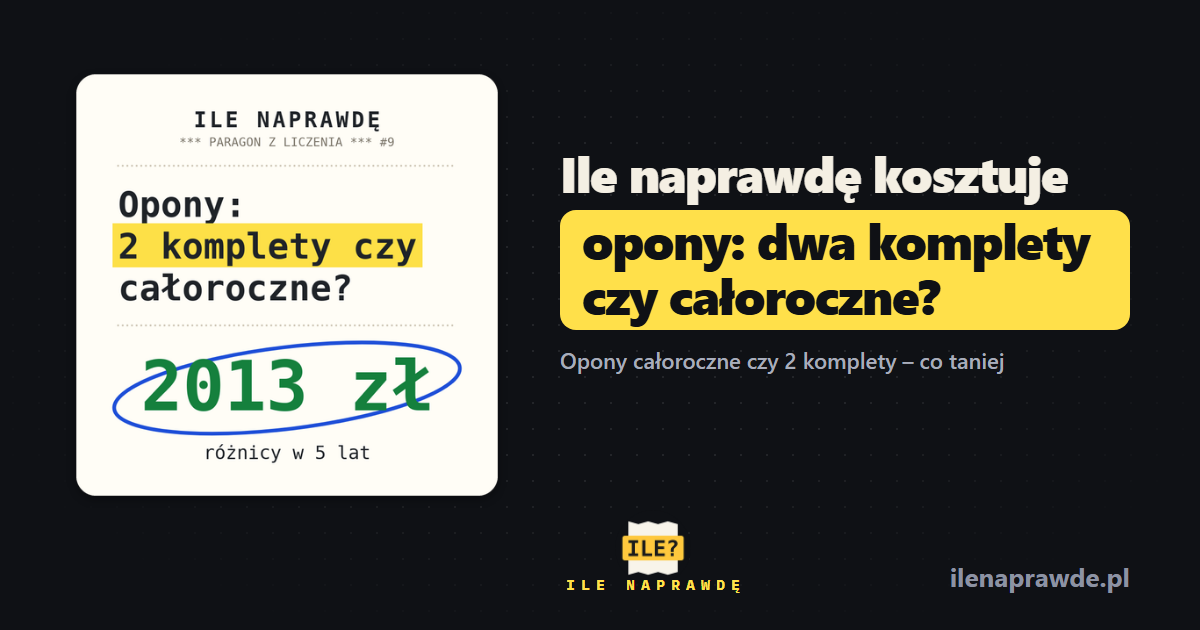 ILE NAPRAWDĘ
*** PARAGON Z LICZENIA *** #9
Opony:
2 komplety czy
całoroczne?
2013 zł
różnicy w 5 lat
Ile naprawdę kosztuje
opony: dwa komplety
czy całoroczne?
Opony całoroczne czy 2 komplety – co taniej
ILE?
ILE NAPRAWDĘ
ilenaprawde.pl